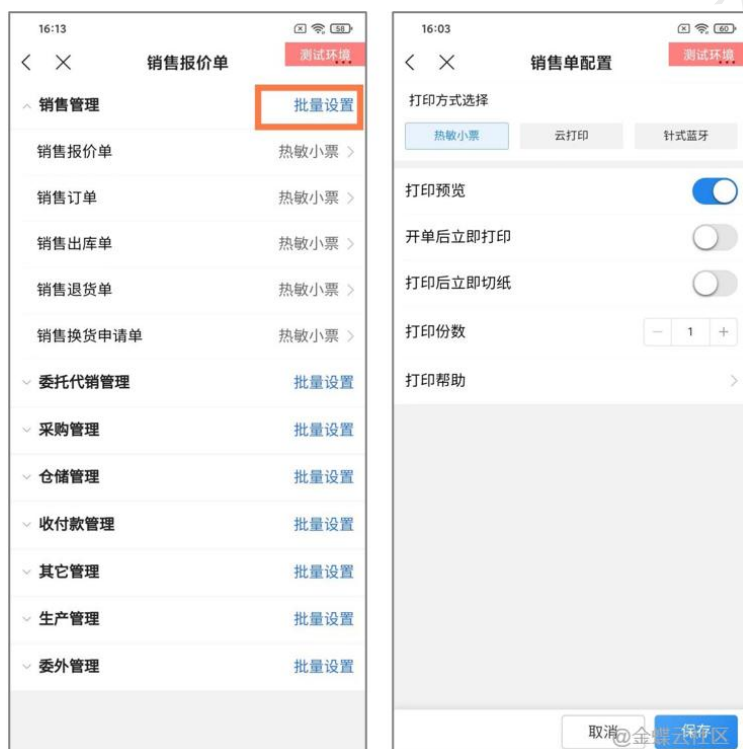 16:13
58
测试环境
销售报价单
销售管理
批量设置
销售报价单
热敏小票
销售订单
热敏小票
销售出库单
热敏小票
销售退货单
热敏小票
销售换货申请单
热敏小票
委托代销管理
批量设置
采购管理
批量设置
仓储管理
批量设置
收付款管理
批量设置
其它管理
批量设置
生产管理
批量设置
委外管理
批量设置
16:03
60
测试环境
销售单配置
打印方式选择
热敏小票
云打印
针式蓝牙
打印预览
开单后立即打印
打印后立即切纸
打印份数
1
打印帮助
取消
保存
@金蝶云社区